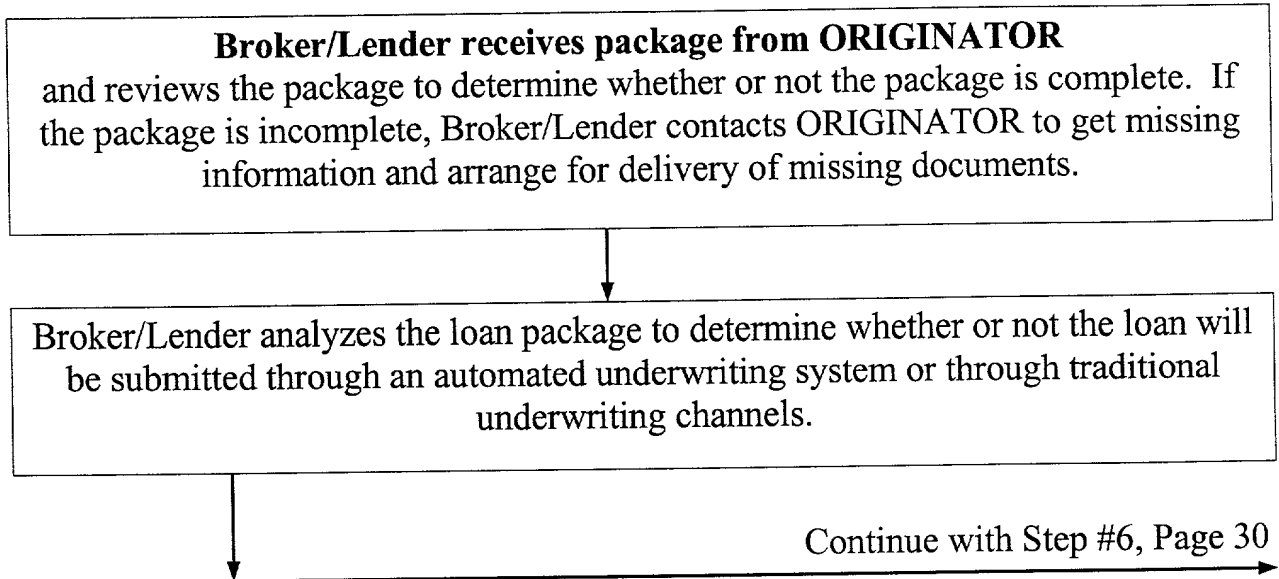 Broker/Lender receives package from ORIGINATOR
and reviews the package to determine whether or not the package is complete.  If
the package is incomplete, Broker/Lender contacts ORIGINATOR to get missing
information and arrange for delivery of missing documents.
Broker/Lender analyzes the loan package to determine whether or not the loan will
be submitted through an automated underwriting system or through traditional
underwriting channels.
Continue with Step #6, Page 30